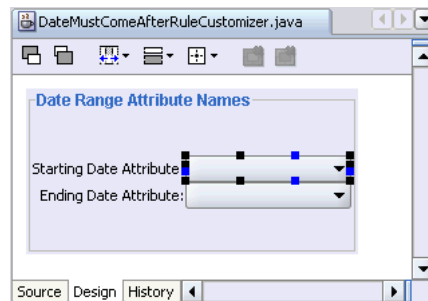 DateMustComeAfterRuleCustomizer.java
Date Range Attribute Names
Starting Date Attribute
Ending Date Attribute:
Source Design History